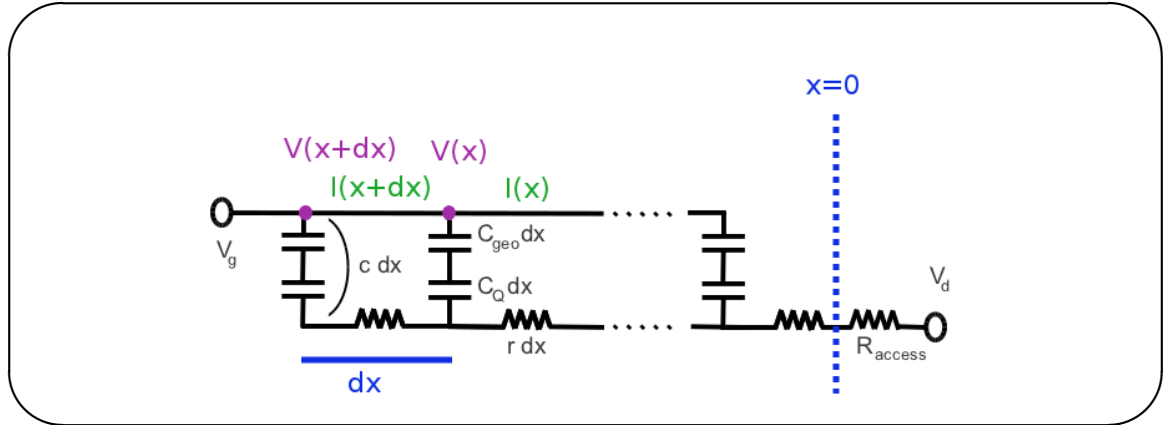 x=0
V(x+dx) V(x)
I(x+dx) I(x)
V_g
C_geo dx
c dx
C_Q dx
V_d
r dx
R_access
dx